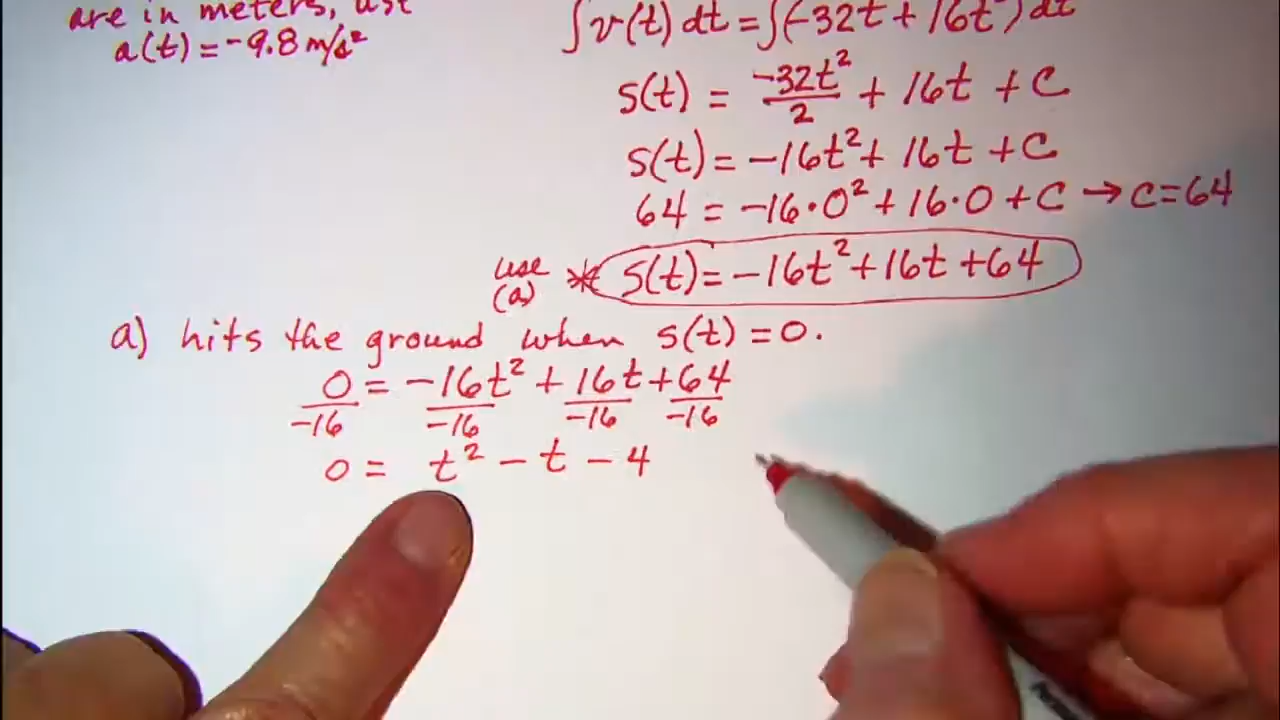 are in meters, use
a(t) = -9.8 m/s²
∫v(t) dt = ∫(-32t + 16t°) dt
s(t) = -32t²/2 + 16t + C
s(t) = -16t² + 16t + C
64 = -16·0² + 16·0 + C → C = 64
use (a) * s(t) = -16t² + 16t + 64
a) hits the ground when s(t) = 0.
0 = -16t² + 16t + 64
-16 -16 -16 -16
0 = t² - t - 4